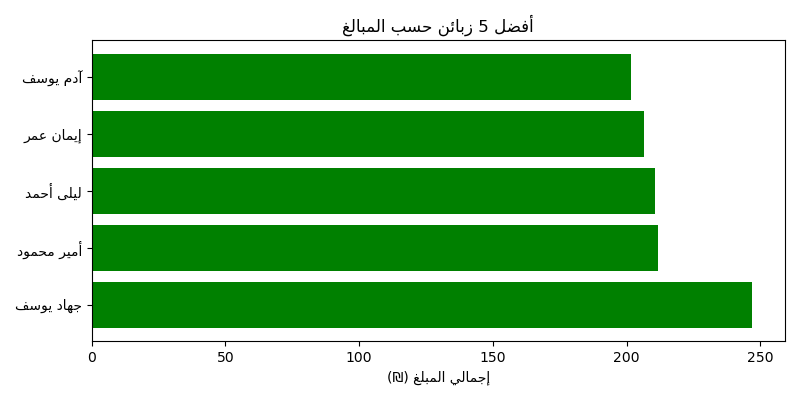 أفضل 5 زبائن حسب المبالغ
آدم يوسف
إيمان عمر
ليلى أحمد
أمير محمود
جهاد يوسف
0 50 100 150 200 250
إجمالي المبلغ (₪)